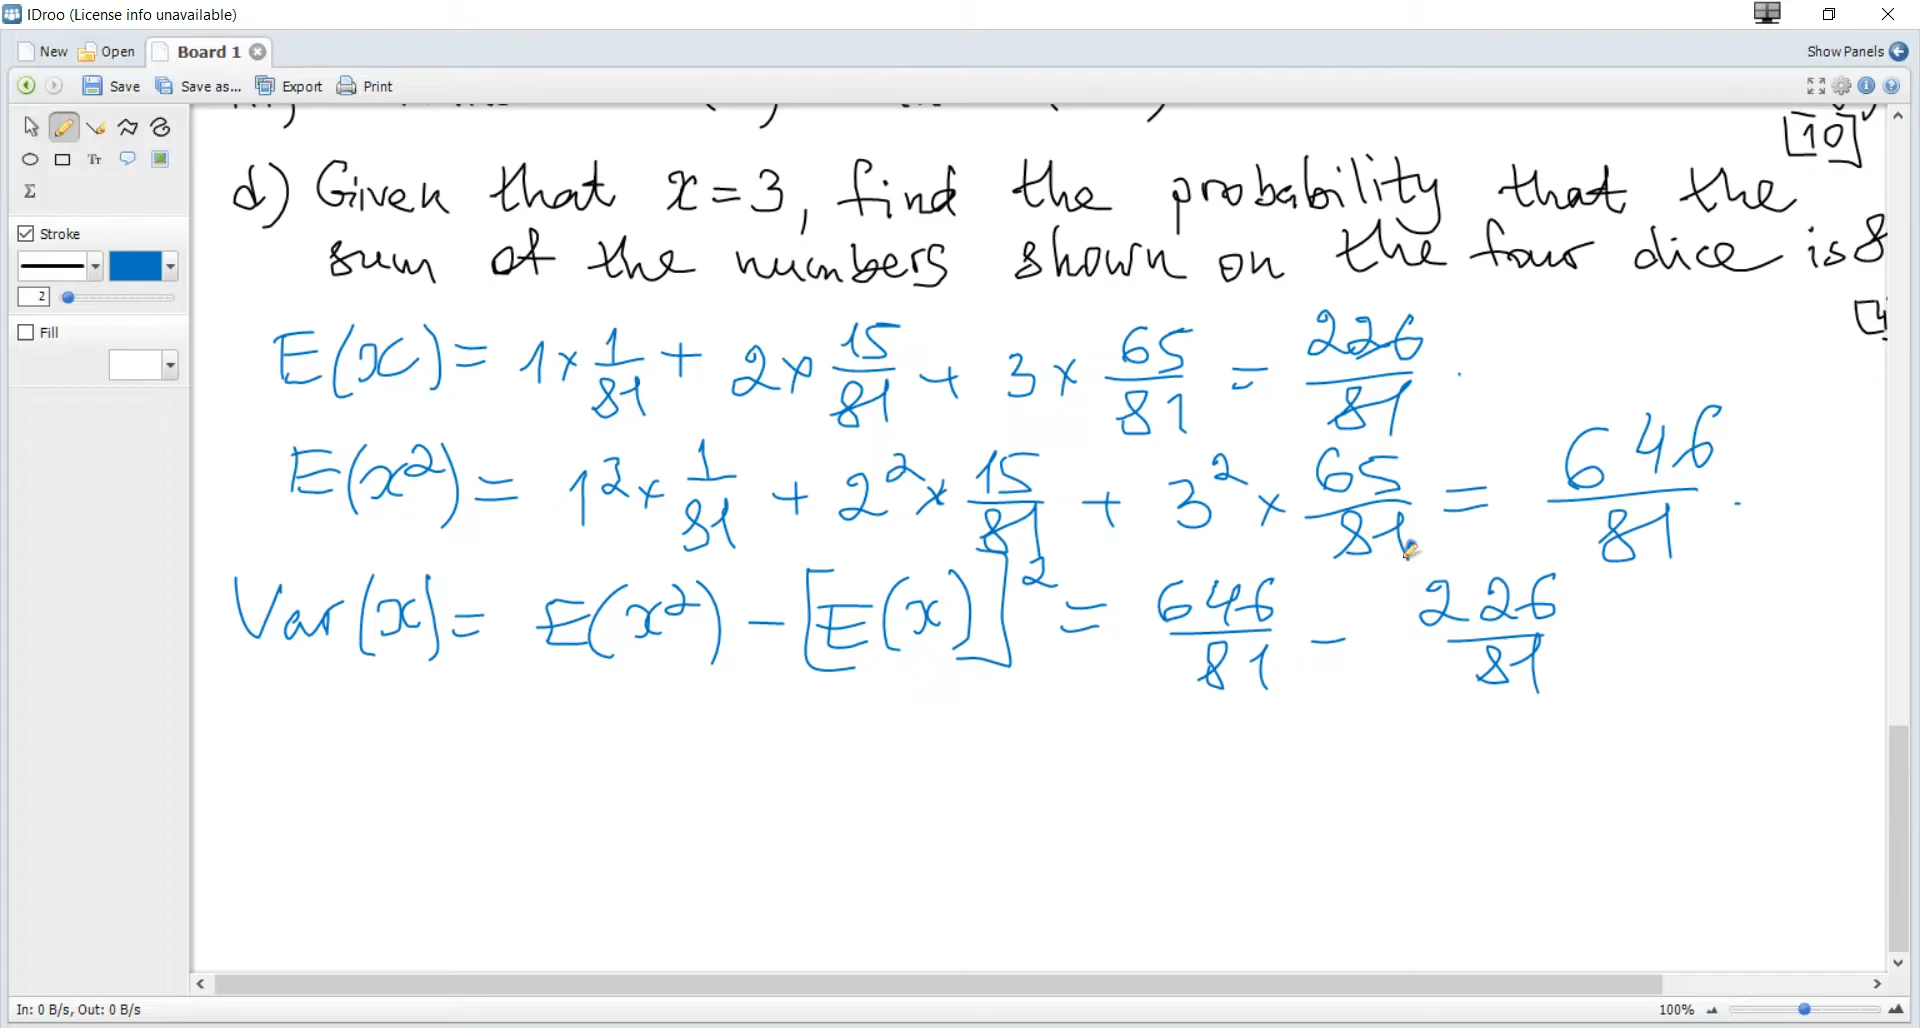 IDroo (License info unavailable)
New Open Board 1 Show Panels
Save Save as... Export Print
[10]
d) Given that x = 3, find the probability that the
sum of the numbers shown on the four dice is 8
[4
Tт
Σ
Stroke
2
Fill
E(x) = 1 × 1/81 + 2 × 15/81 + 3 × 65/81 = 226/81 .
E(x²) = 1² × 1/81 + 2² × 15/81 + 3² × 65/81 = 646/81 .
Var(x) = E(x²) − [E(x)]² = 646/81 − 226/81
In: 0 B/s, Out: 0 B/s 100%